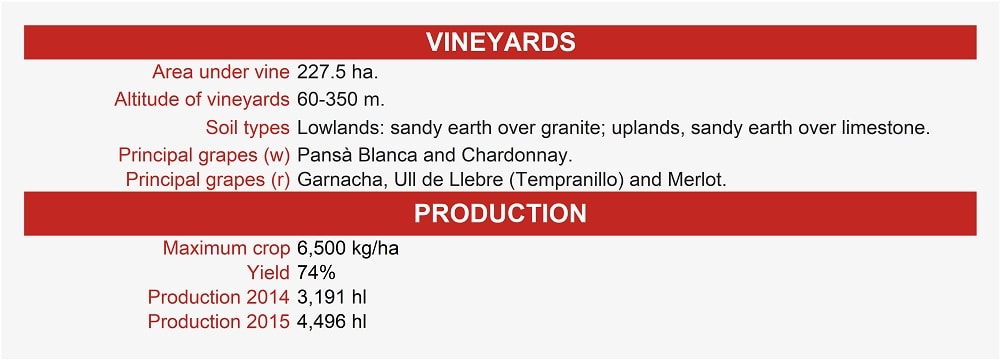 VINEYARDS
Area under vine 227.5 ha.
Altitude of vineyards 60-350 m.
Soil types Lowlands: sandy earth over granite; uplands, sandy earth over limestone.
Principal grapes (w) Pansà Blanca and Chardonnay.
Principal grapes (r) Garnacha, Ull de Llebre (Tempranillo) and Merlot.
PRODUCTION
Maximum crop 6,500 kg/ha
Yield 74%
Production 2014 3,191 hl
Production 2015 4,496 hl